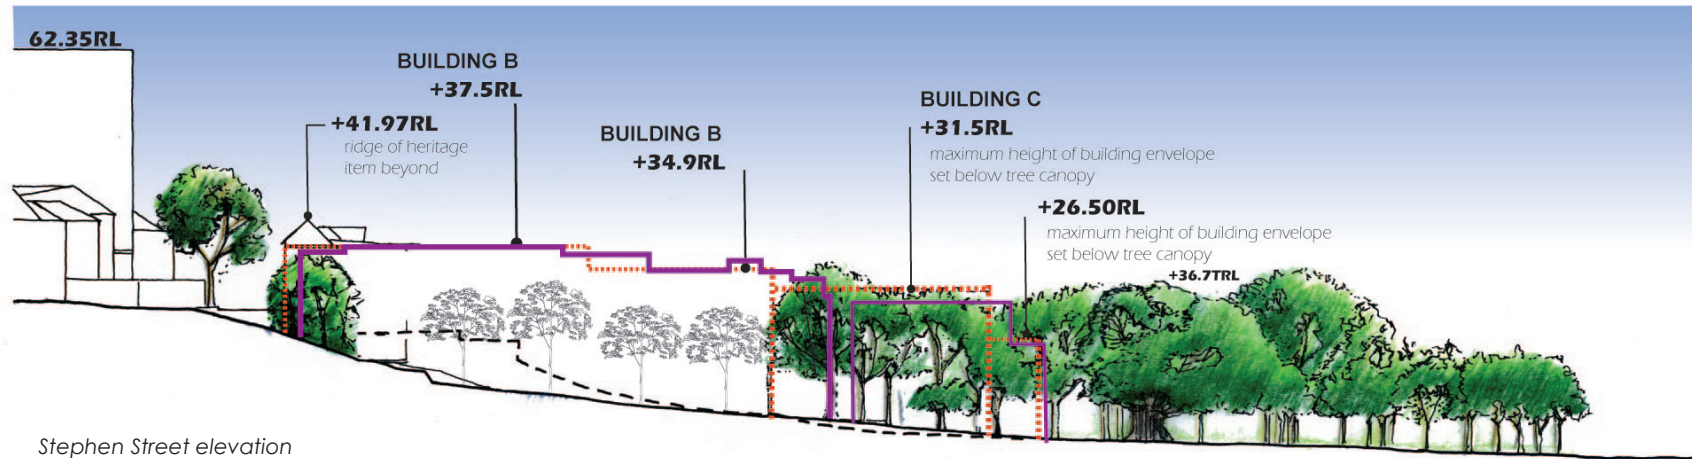 62.35RL
BUILDING B
+37.5RL
+41.97RL
ridge of heritage
item beyond
BUILDING B
+34.9RL
BUILDING C
+31.5RL
maximum height of building envelope
set below tree canopy
+26.50RL
maximum height of building envelope
set below tree canopy
+36.7TRL
Stephen Street elevation